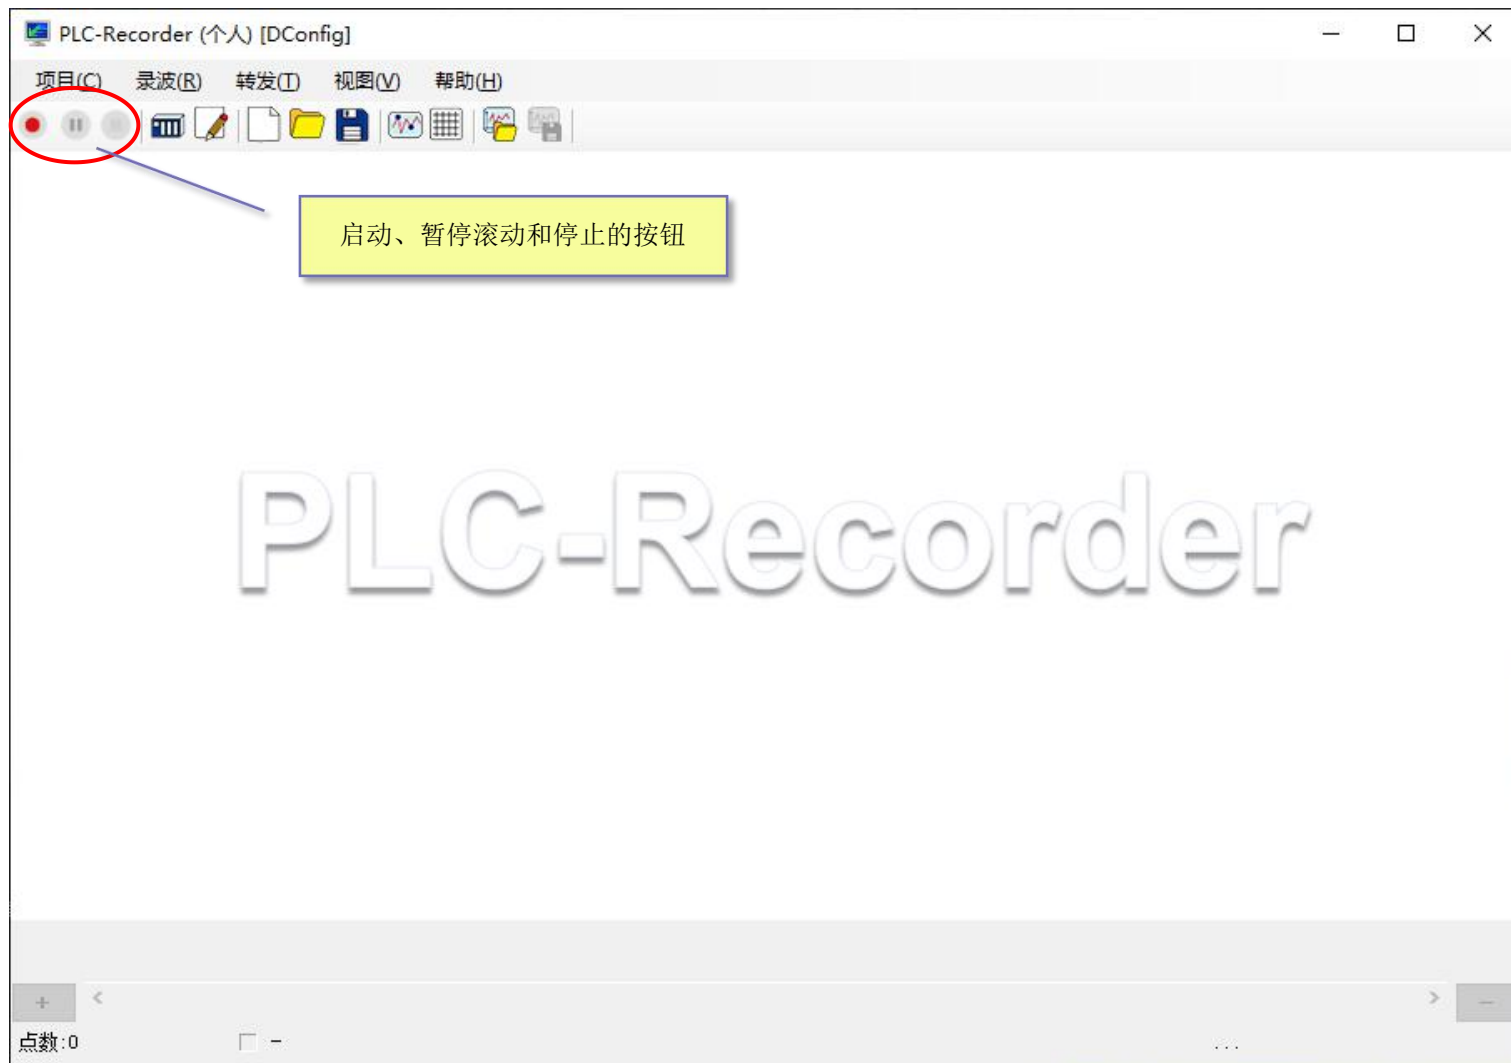 PLC-Recorder (个人) [DConfig]
项目(C) 录波(R) 转发(T) 视图(V) 帮助(H)
启动、暂停滚动和停止的按钮
PLC-Recorder
点数:0